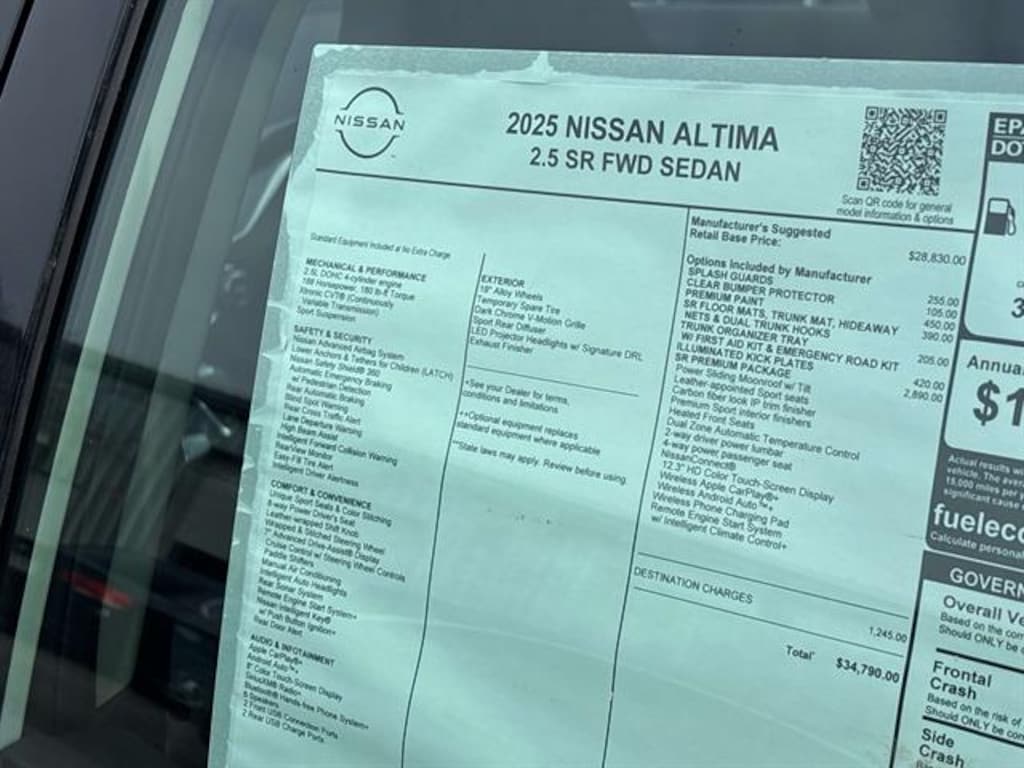 NISSAN
2025 NISSAN ALTIMA
2.5 SR FWD SEDAN
Scan QR code for general
model information & options
Standard Equipment Included at No Extra Charge
MECHANICAL & PERFORMANCE
2.5L DOHC 4-cylinder engine
188 Horsepower, 180 lb-ft Torque
Xtronic CVT® (Continuously
Variable Transmission)
Sport Suspension
SAFETY & SECURITY
Nissan Advanced Airbag System
Lower Anchors & Tethers for Children (LATCH)
Nissan Safety Shield® 360
Automatic Emergency Braking
w/ Pedestrian Detection
Rear Automatic Braking
Blind Spot Warning
Rear Cross Traffic Alert
Lane Departure Warning
High Beam Assist
Intelligent Forward Collision Warning
RearView Monitor
Easy-Fill Tire Alert
Intelligent Driver Alertness
COMFORT & CONVENIENCE
Unique Sport Seats & Color Stitching
8-way Power Driver's Seat
Leather-wrapped Shift Knob
Wrapped & Stitched Steering Wheel
7" Advanced Drive-Assist® Display
Cruise Control w/ Steering Wheel Controls
Paddle Shifters
Manual Air Conditioning
Intelligent Auto Headlights
Rear Sonar System
Remote Engine Start System+
Nissan Intelligent Key®
w/ Push Button Ignition+
Rear Door Alert
AUDIO & INFOTAINMENT
Apple CarPlay®+
Android Auto™+
8" Color Touch-Screen Display
SiriusXM® Radio+
Bluetooth® Hands-free Phone System+
6 Speakers
2 Front USB Connection Ports
2 Rear USB Charge Ports
EXTERIOR
19" Alloy Wheels
Temporary Spare Tire
Dark Chrome V-Motion Grille
Sport Rear Diffuser
LED Projector Headlights w/ Signature DRL
Exhaust Finisher
+See your Dealer for terms,
conditions and limitations
++Optional equipment replaces
standard equipment where applicable
**State laws may apply. Review before using.
Manufacturer's Suggested
Retail Base Price: $28,830.00
Options Included by Manufacturer
SPLASH GUARDS 255.00
CLEAR BUMPER PROTECTOR 105.00
PREMIUM PAINT 450.00
SR FLOOR MATS, TRUNK MAT, HIDEAWAY 390.00
NETS & DUAL TRUNK HOOKS
TRUNK ORGANIZER TRAY 205.00
W/ FIRST AID KIT & EMERGENCY ROAD KIT
ILLUMINATED KICK PLATES 420.00
SR PREMIUM PACKAGE 2,890.00
Power Sliding Moonroof w/ Tilt
Leather-appointed Sport seats
Carbon fiber look IP trim finisher
Premium Sport interior finishers
Heated Front Seats
Dual Zone Automatic Temperature Control
2-way driver power lumbar
4-way power passenger seat
NissanConnect®
12.3" HD Color Touch-Screen Display
Wireless Apple CarPlay®+
Wireless Android Auto™+
Wireless Phone Charging Pad
Remote Engine Start System
w/ Intelligent Climate Control+
DESTINATION CHARGES 1,245.00
Total* $34,790.00
EPA
DOT
3
Annual
$1
Actual results w
vehicle. The aver
15,000 miles per y
significant cause
fueleco
Calculate personal
GOVERN
Overall Ve
Based on the com
Should ONLY be c
Frontal
Crash
Based on the risk of
Should ONLY be com
Side
Crash